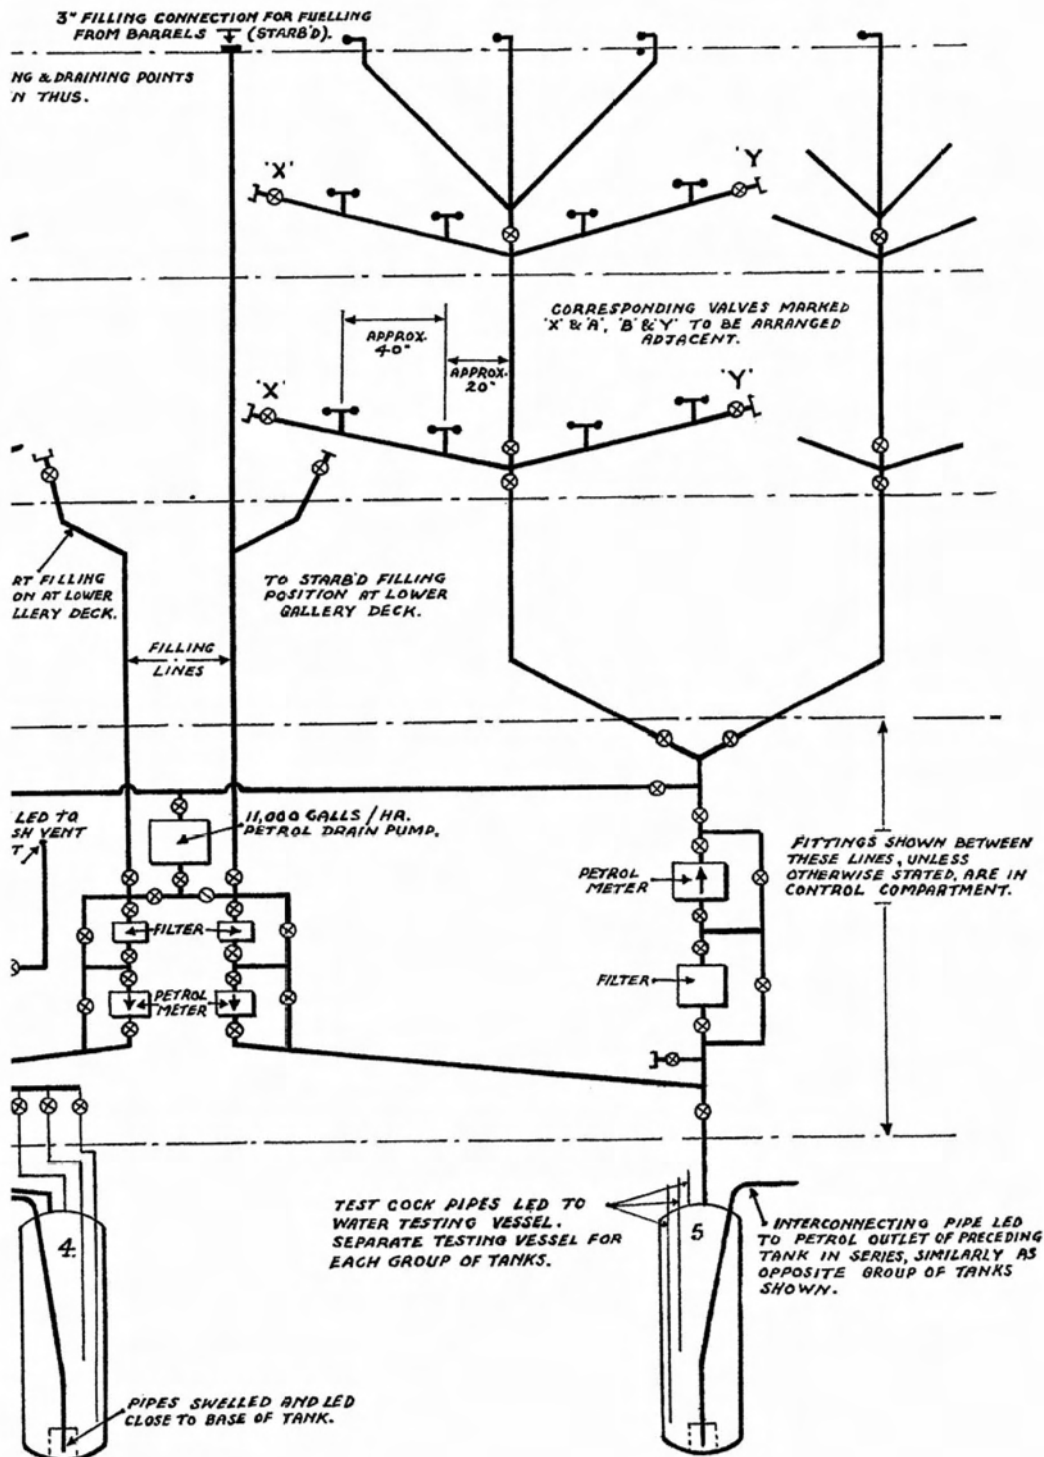 3" FILLING CONNECTION FOR FUELLING
FROM BARRELS (STARB'D).
NG & DRAINING POINTS
N THUS.
'X'
'Y
CORRESPONDING VALVES MARKED
'X' & 'A', 'B' & 'Y' TO BE ARRANGED
ADJACENT.
APPROX.
40"
APPROX.
20"
'X'
'Y'
RT FILLING
ON AT LOWER
LLERY DECK.
TO STARB'D FILLING
POSITION AT LOWER
GALLERY DECK.
FILLING
LINES
LED TO
SH VENT
T
11,000 GALLS / HR.
PETROL DRAIN PUMP.
PETROL
METER
FITTINGS SHOWN BETWEEN
THESE LINES, UNLESS
OTHERWISE STATED, ARE IN
CONTROL COMPARTMENT.
FILTER
FILTER
PETROL
METER
TEST COCK PIPES LED TO
WATER TESTING VESSEL.
SEPARATE TESTING VESSEL FOR
EACH GROUP OF TANKS.
4.
5
INTERCONNECTING PIPE LED
TO PETROL OUTLET OF PRECEDING
TANK IN SERIES, SIMILARLY AS
OPPOSITE GROUP OF TANKS
SHOWN.
PIPES SWELLED AND LED
CLOSE TO BASE OF TANK.